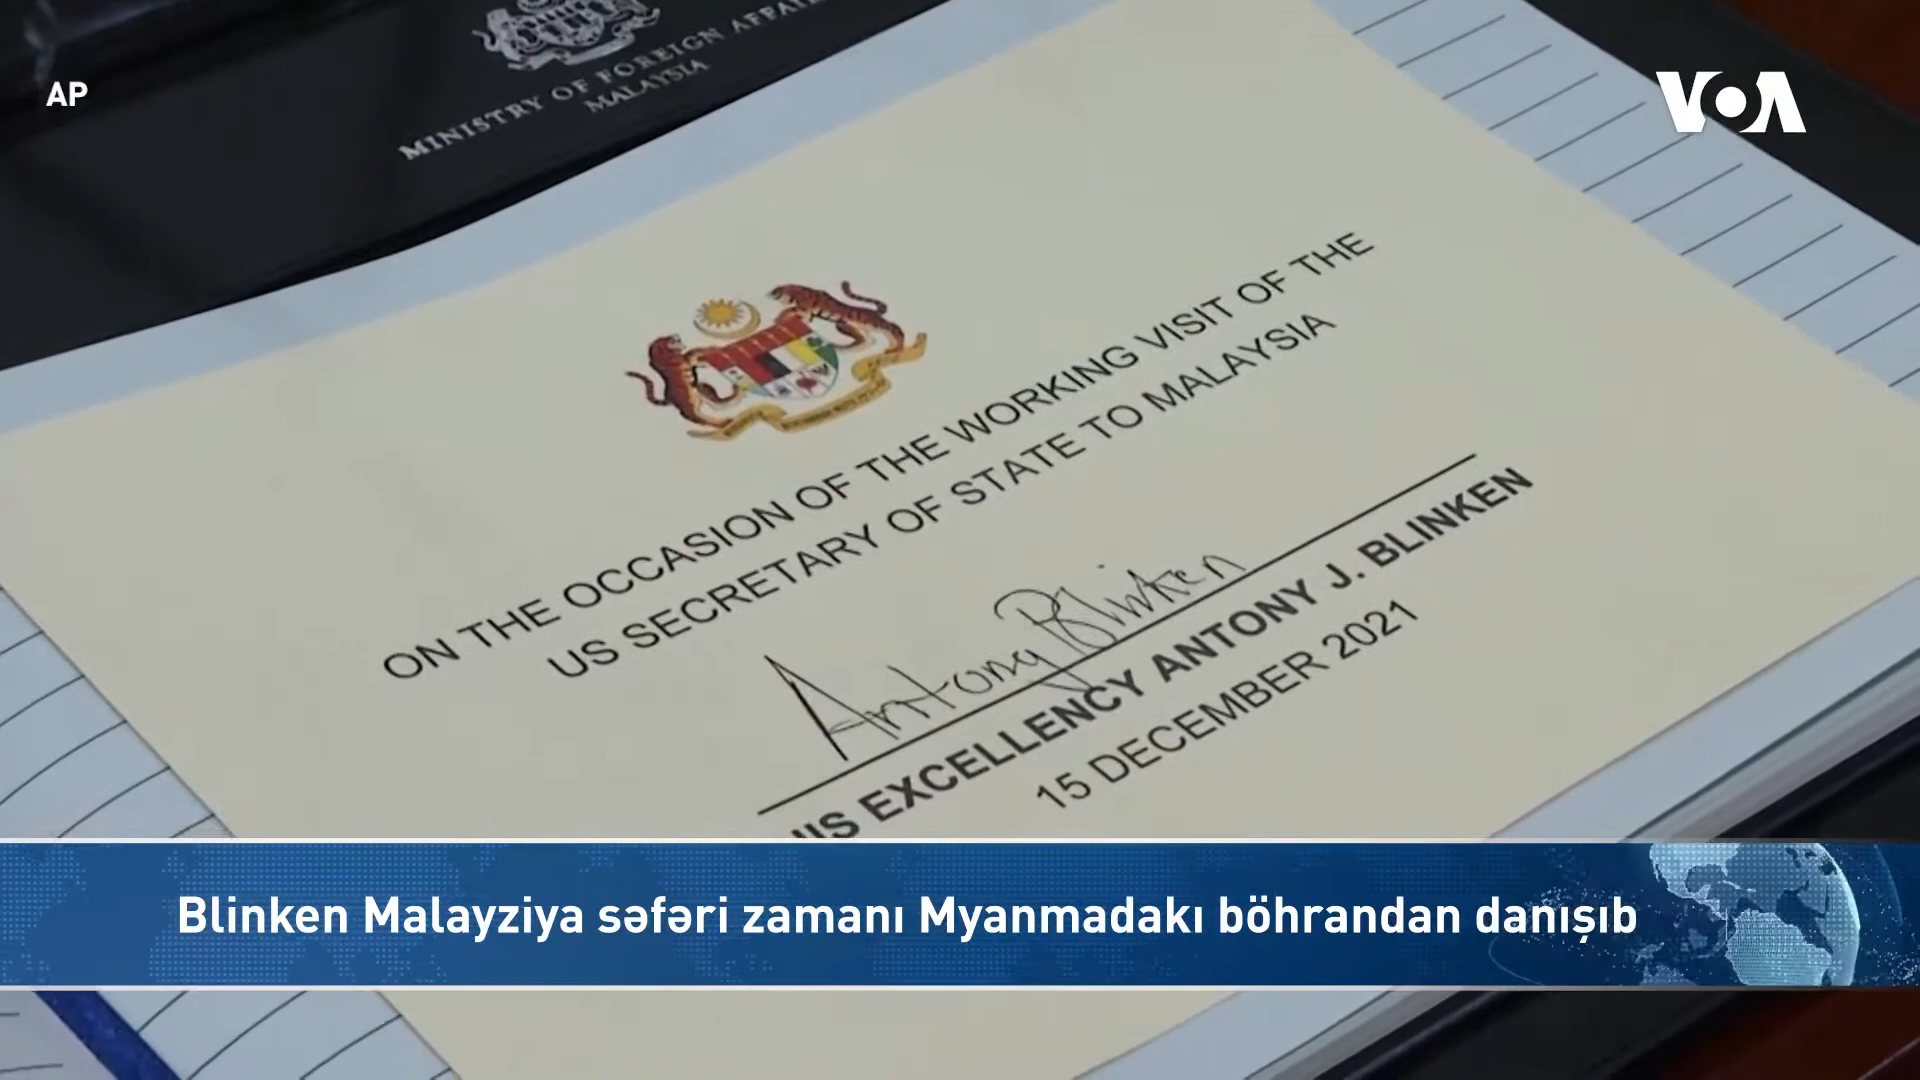 MINISTRY OF FOREIGN AFFAI
MALAYSIA
AP
VOA
ON THE OCCASION OF THE WORKING VISIT OF THE
US SECRETARY OF STATE TO MALAYSIA
Antony Blinken
HIS EXCELLENCY ANTONY J. BLINKEN
15 DECEMBER 2021
Blinken Malayziya səfəri zamanı Myanmadakı böhrandan danışıb